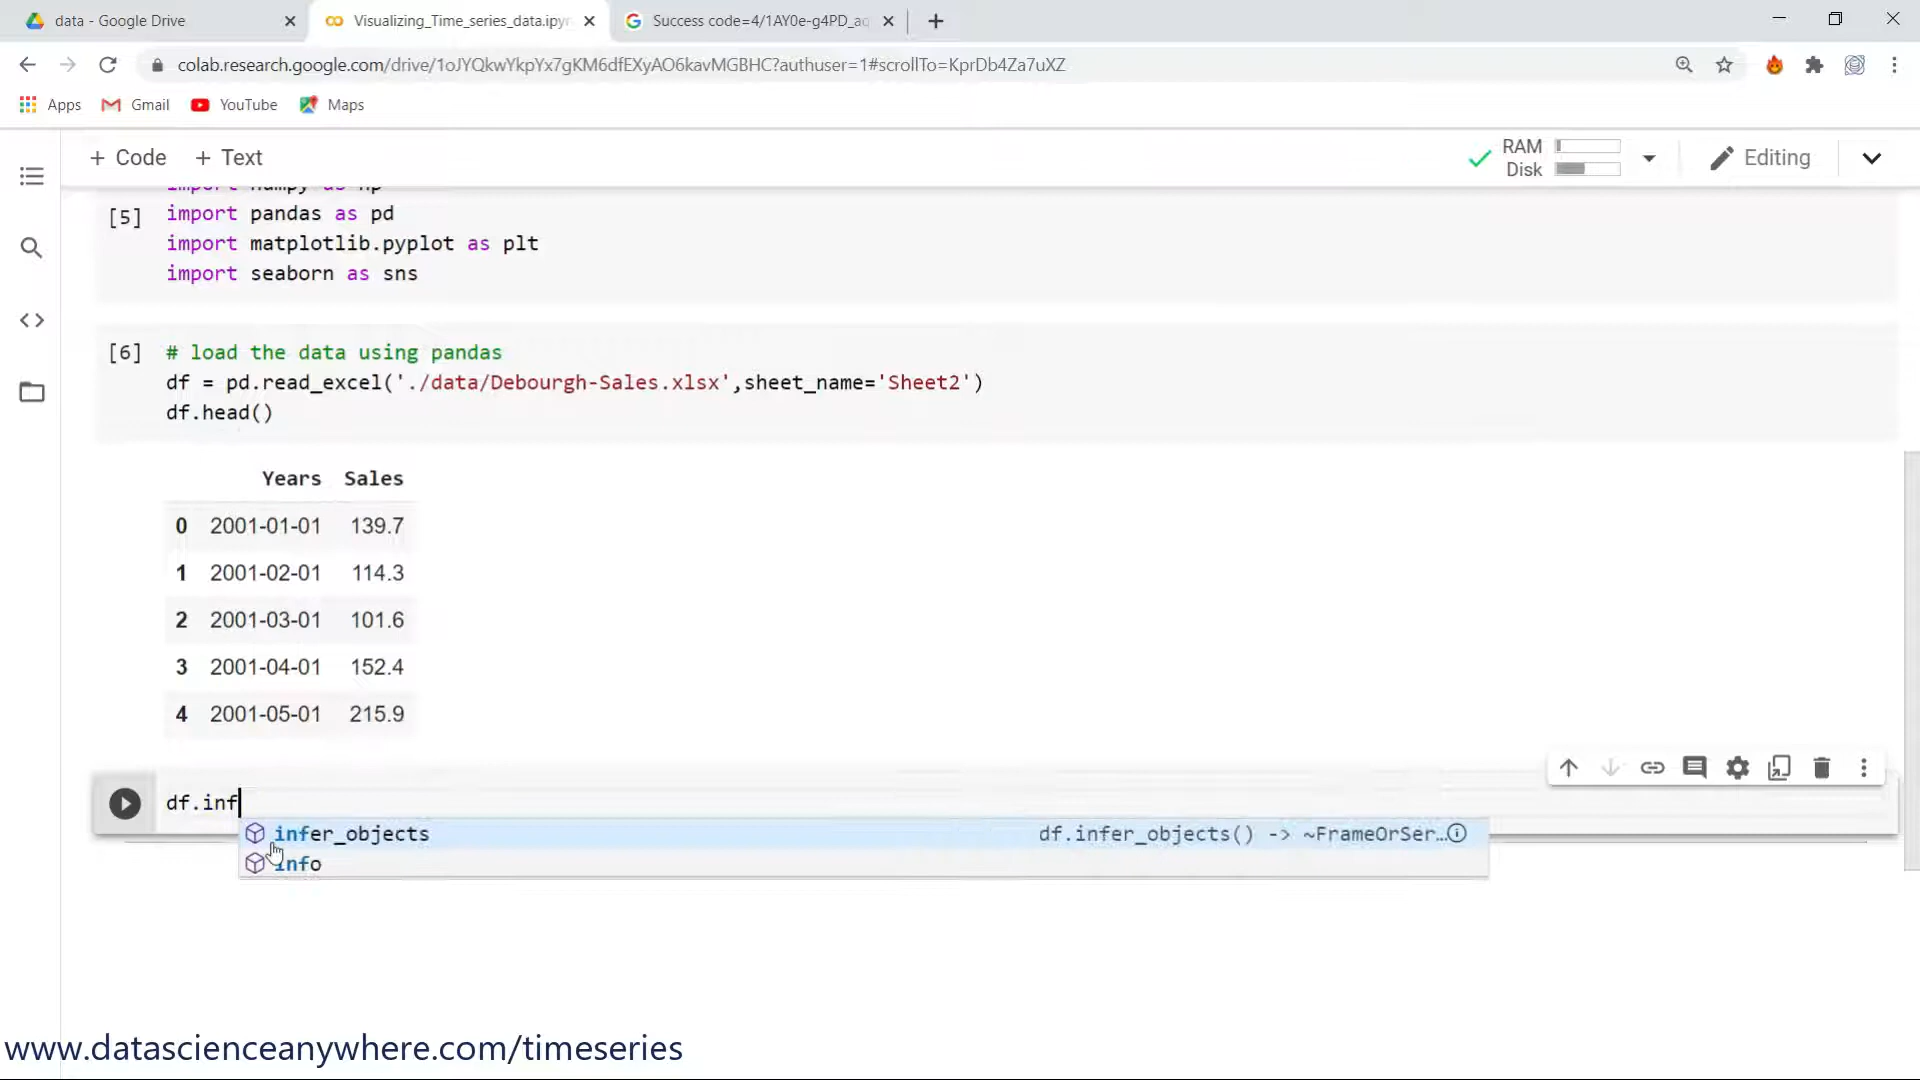 data - Google Drive
Visualizing_Time_series_data.ipyn
Success code=4/1AY0e-g4PD_aq
colab.research.google.com/drive/1oJYQkwYkpYx7gKM6dfEXyAO6kavMGBHC?authuser=1#scrollTo=KprDb4Za7uXZ
Apps Gmail YouTube Maps
+ Code + Text
RAM
Disk
Editing
import numpy as np
[5] import pandas as pd
import matplotlib.pyplot as plt
import seaborn as sns
[6] # load the data using pandas
df = pd.read_excel('./data/Debourgh-Sales.xlsx',sheet_name='Sheet2')
df.head()
Years Sales
0 2001-01-01 139.7
1 2001-02-01 114.3
2 2001-03-01 101.6
3 2001-04-01 152.4
4 2001-05-01 215.9
df.inf
infer_objects df.infer_objects() -> ~FrameOrSer…
info
www.datascienceanywhere.com/timeseries